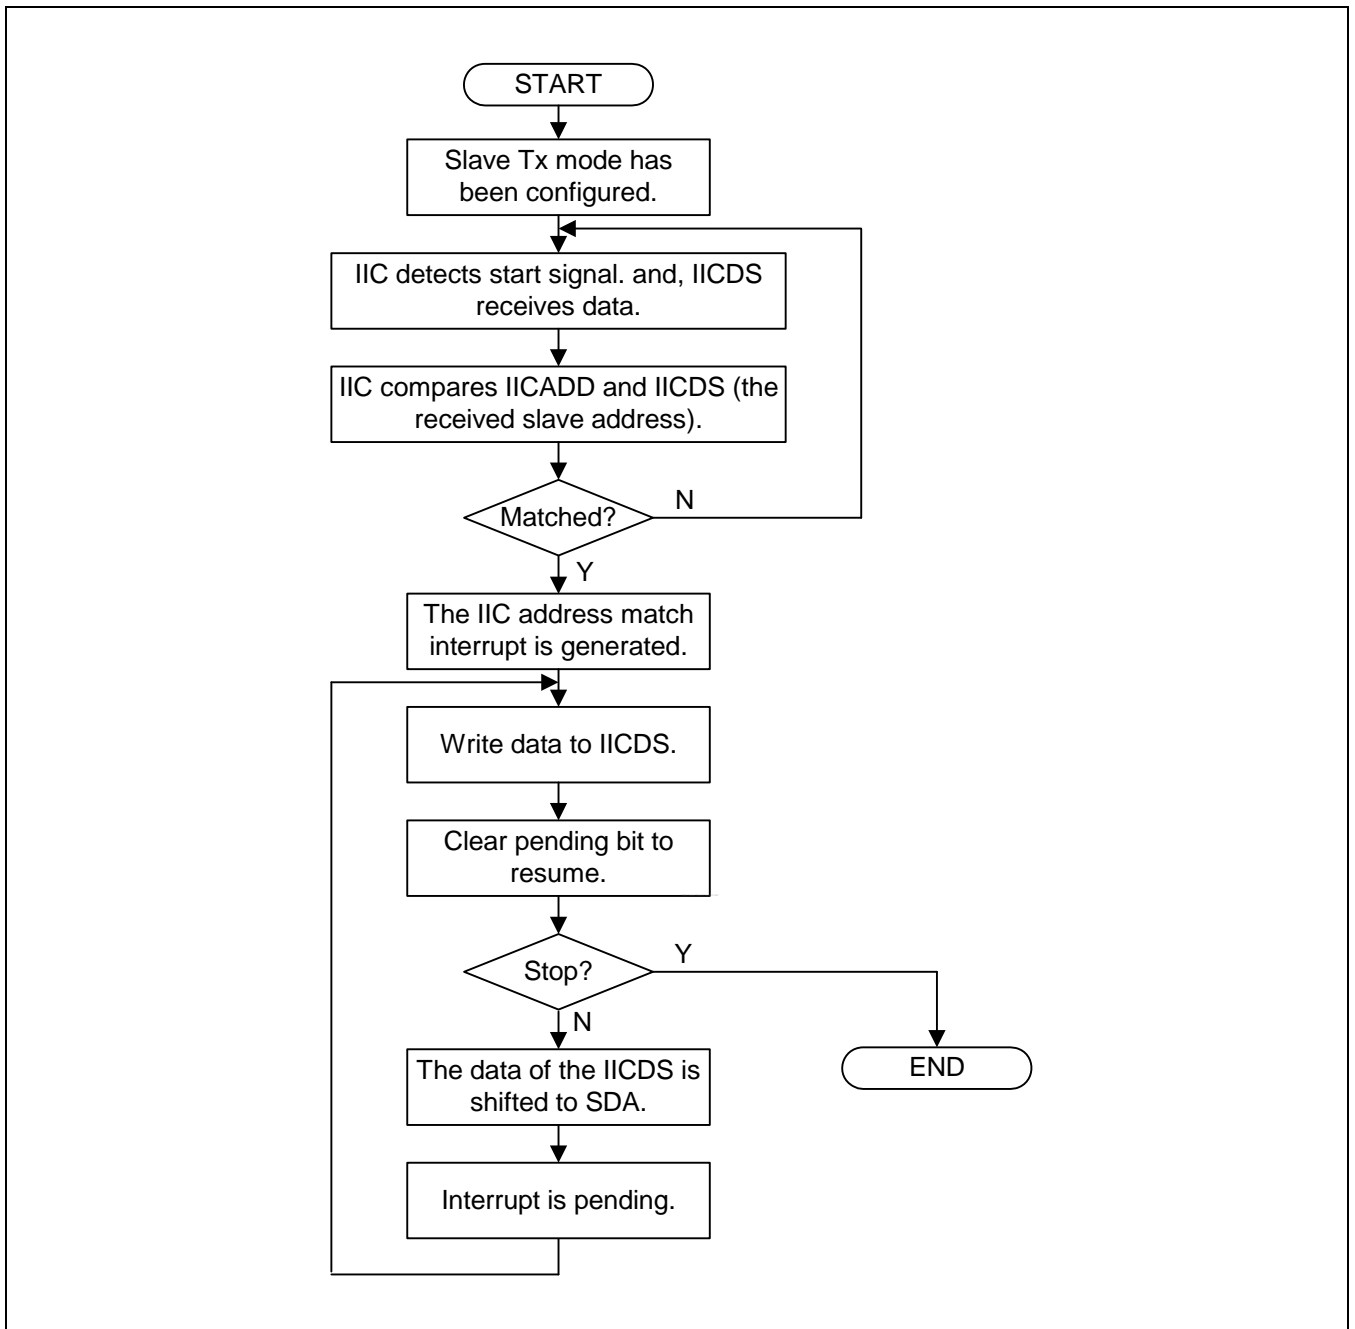 START
Slave Tx mode has
been configured.
IIC detects start signal. and, IICDS
receives data.
IIC compares IICADD and IICDS (the
received slave address).
N
Matched?
Y
The IIC address match
interrupt is generated.
Write data to IICDS.
Clear pending bit to
resume.
Y
Stop?
N
The data of the IICDS is
shifted to SDA.
END
Interrupt is pending.